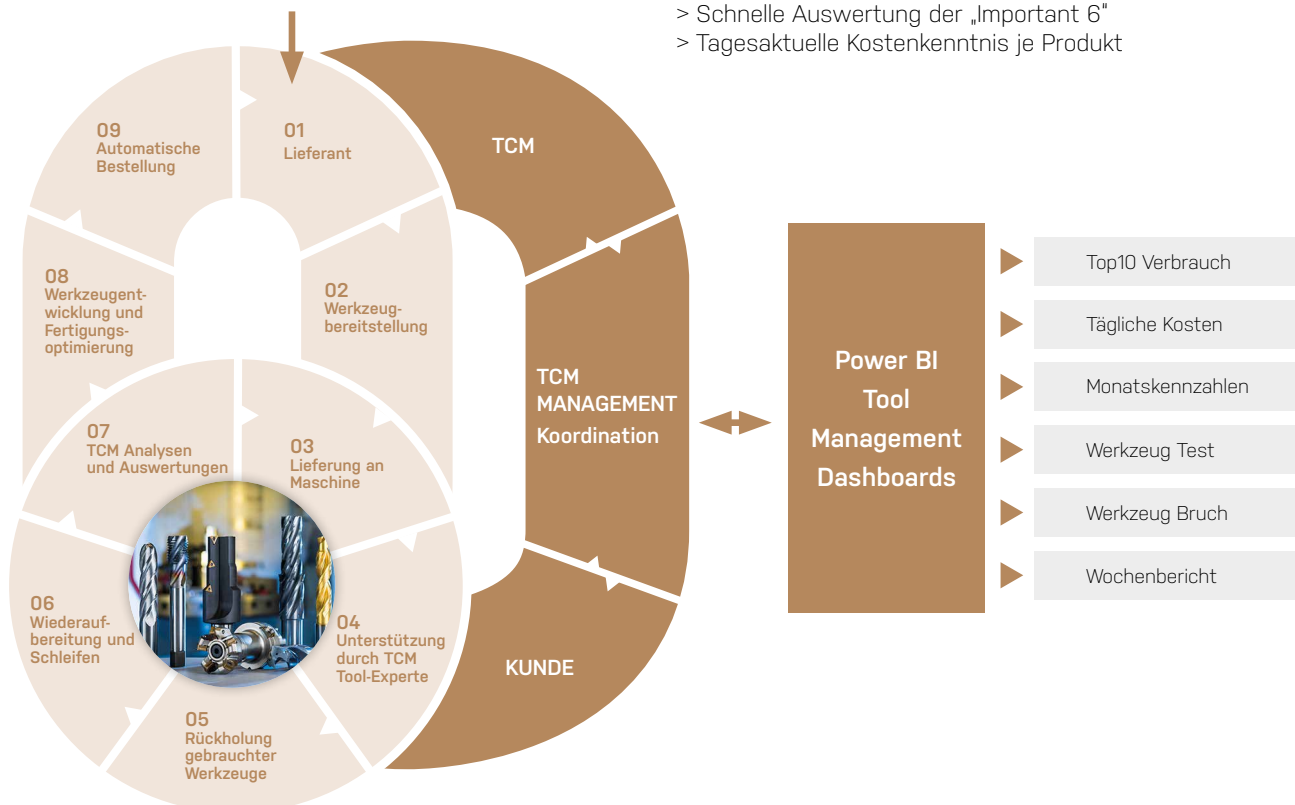 > Schnelle Auswertung der „Important 6“
> Tagesaktuelle Kostenkenntnis je Produkt
01
Lieferant
02
Werkzeug-
bereitstellung
03
Lieferung an
Maschine
04
Unterstützung
durch TCM
Tool-Experte
05
Rückholung
gebrauchter
Werkzeuge
06
Wiederauf-
bereitung und
Schleifen
07
TCM Analysen
und Auswertungen
08
Werkzeugent-
wicklung und
Fertigungs-
optimierung
09
Automatische
Bestellung
TCM
TCM
MANAGEMENT
Koordination
KUNDE
Power BI
Tool
Management
Dashboards
Top10 Verbrauch
Tägliche Kosten
Monatskennzahlen
Werkzeug Test
Werkzeug Bruch
Wochenbericht